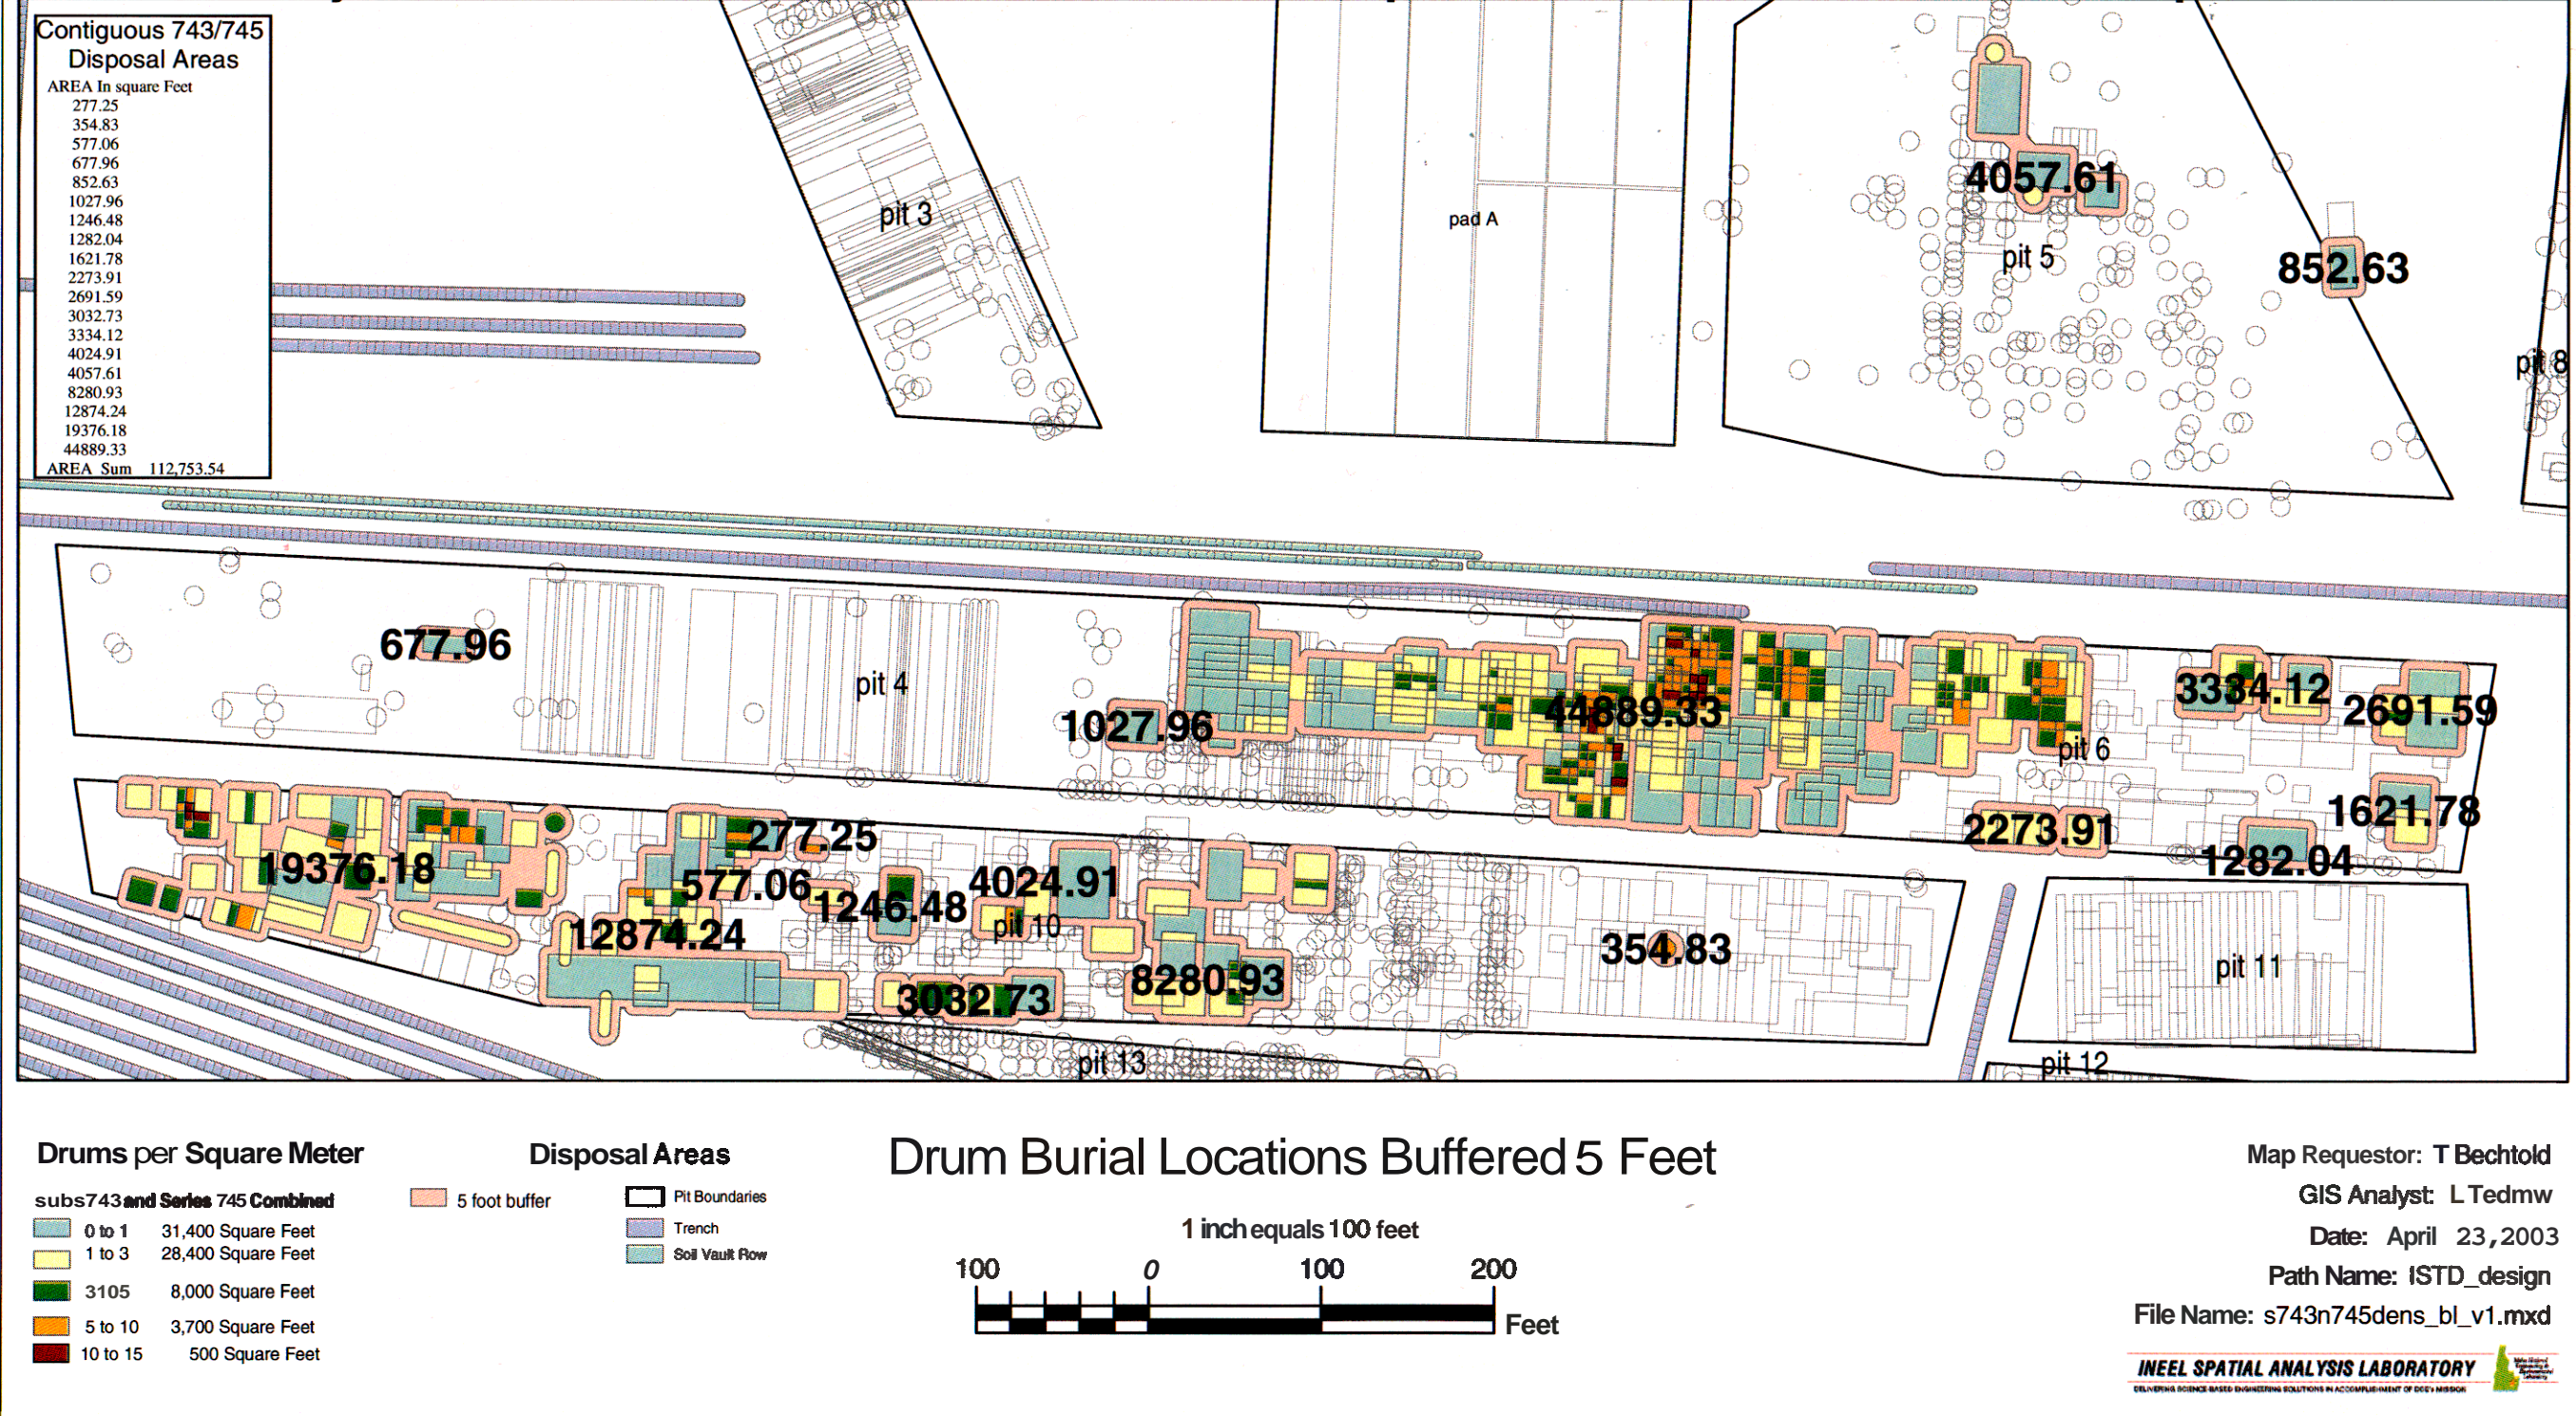 Contiguous 743/745
Disposal Areas
AREA In square Feet
277.25
354.83
577.06
677.96
852.63
1027.96
1246.48
1282.04
1621.78
2273.91
2691.59
3032.73
3334.12
4024.91
4057.61
8280.93
12874.24
19376.18
44889.33
AREA Sum 112,753.54
pit 3
pad A
4057.61
pit 5
852.63
pit 8
677.96
pit 4
1027.96
44889.33
pit 6
3334.12
2691.59
19376.18
277.25
577.06
1246.48
4024.91
pit 10
12874.24
3032.73
8280.93
354.83
2273.91
1282.04
1621.78
pit 11
pit 13
pit 12
Drums per Square Meter
subs743 and Series 745 Combined
0 to 1 31,400 Square Feet
1 to 3 28,400 Square Feet
3105 8,000 Square Feet
5 to 10 3,700 Square Feet
10 to 15 500 Square Feet
5 foot buffer
Disposal Areas
Pit Boundaries
Trench
Soil Vault Row
Drum Burial Locations Buffered 5 Feet
1 inch equals 100 feet
100 0 100 200
Feet
Map Requestor: T Bechtold
GIS Analyst: L Tedmw
Date: April 23,2003
Path Name: ISTD_design
File Name: s743n745dens_bl_v1.mxd
INEEL SPATIAL ANALYSIS LABORATORY
DELIVERING SCIENCE-BASED ENGINEERING SOLUTIONS IN ACCOMPLISHMENT OF DOE'S MISSION